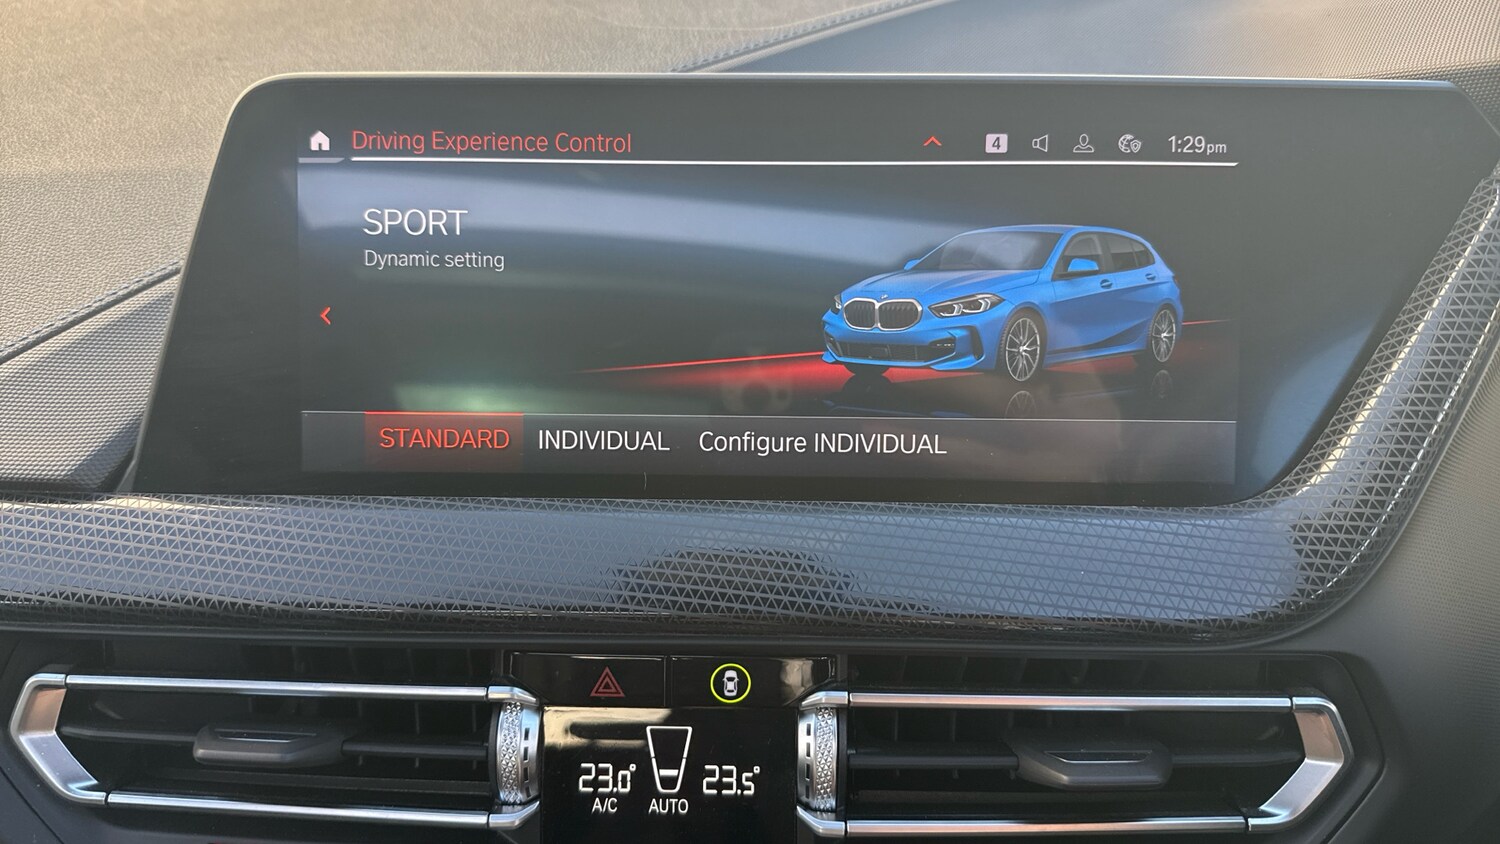 Driving Experience Control
4
1:29pm
SPORT
Dynamic setting
STANDARD INDIVIDUAL Configure INDIVIDUAL
23.0° 23.5°
A/C AUTO